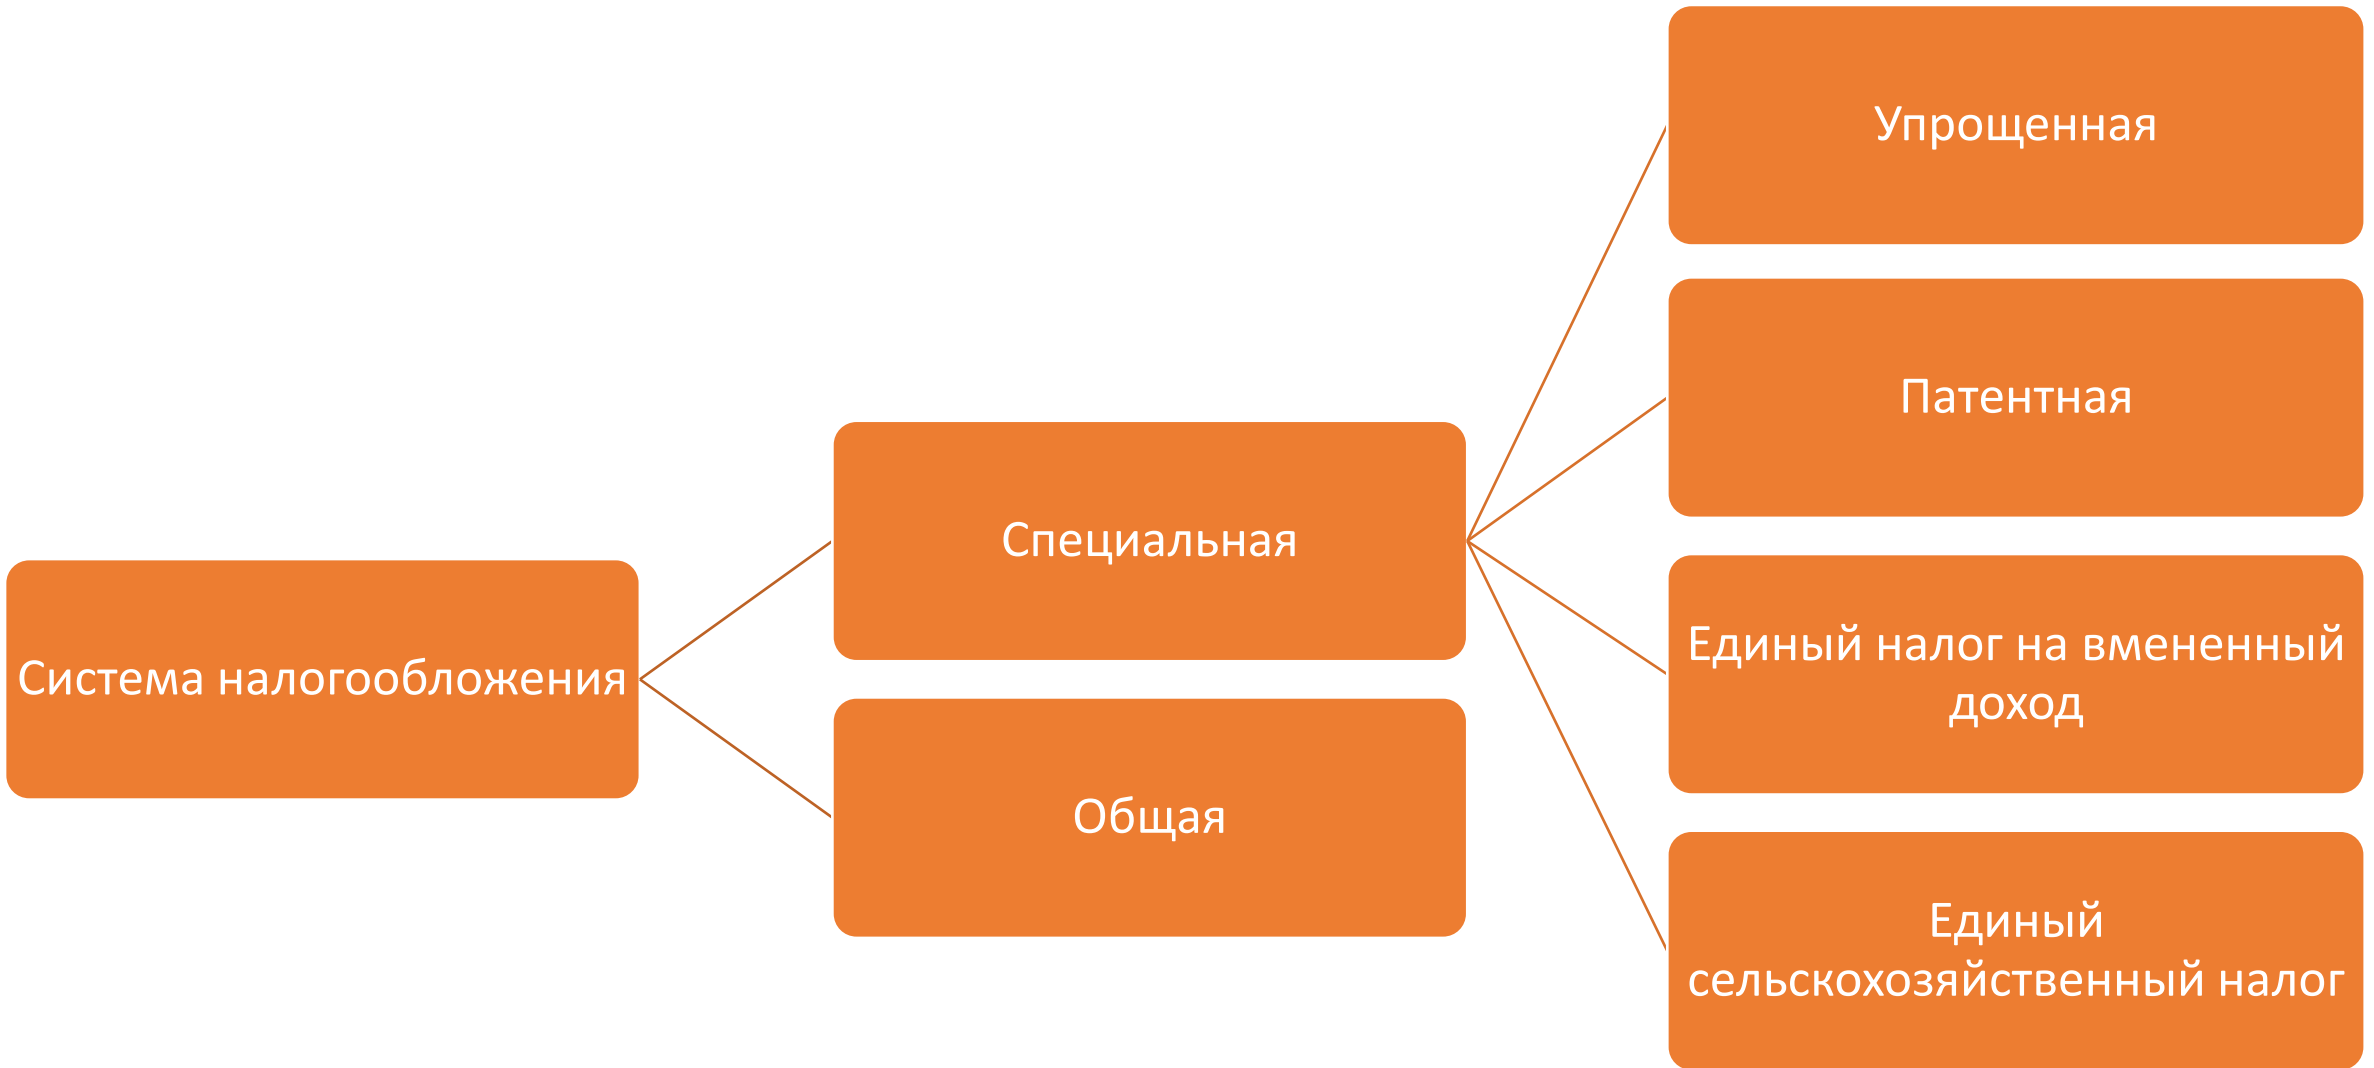 Система налогообложения
Специальная
Общая
Упрощенная
Патентная
Единый налог на вмененный
доход
Единый
сельскохозяйственный налог